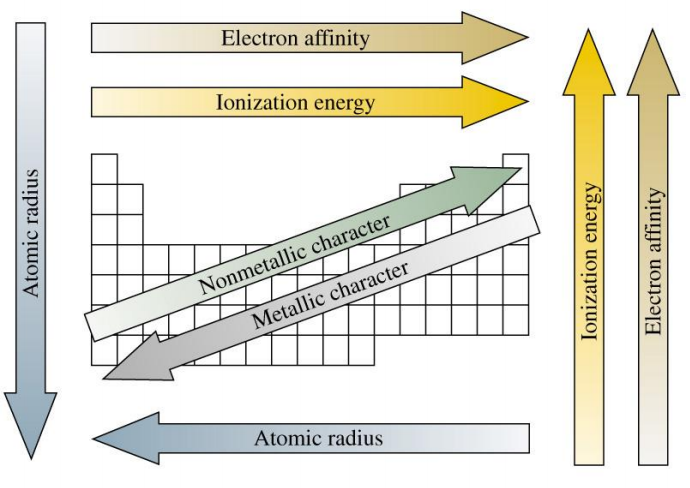 Electron affinity
Ionization energy
Atomic radius
Nonmetallic character
Metallic character
Ionization energy
Electron affinity
Atomic radius